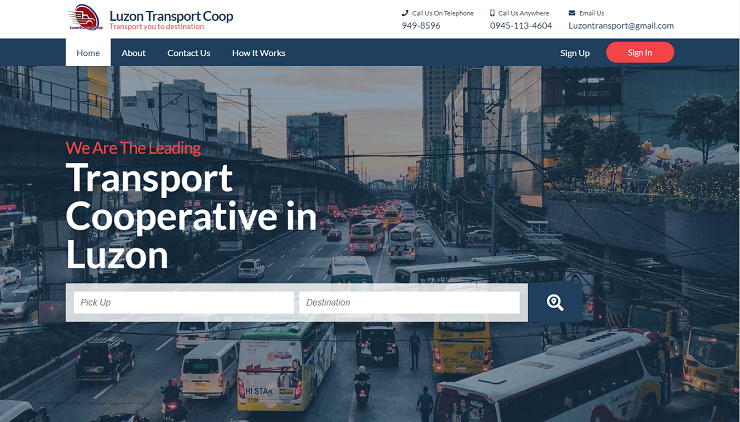 Luzon Transport Coop
Transport you to destination
Call Us On Telephone
949-8596
Call Us Anywhere
0945-113-4604
Email Us
Luzontransport@gmail.com
Home
About
Contact Us
How It Works
Sign Up
Sign In
We Are The Leading
Transport
Cooperative in
Luzon
Pick Up
Destination
HI STAR